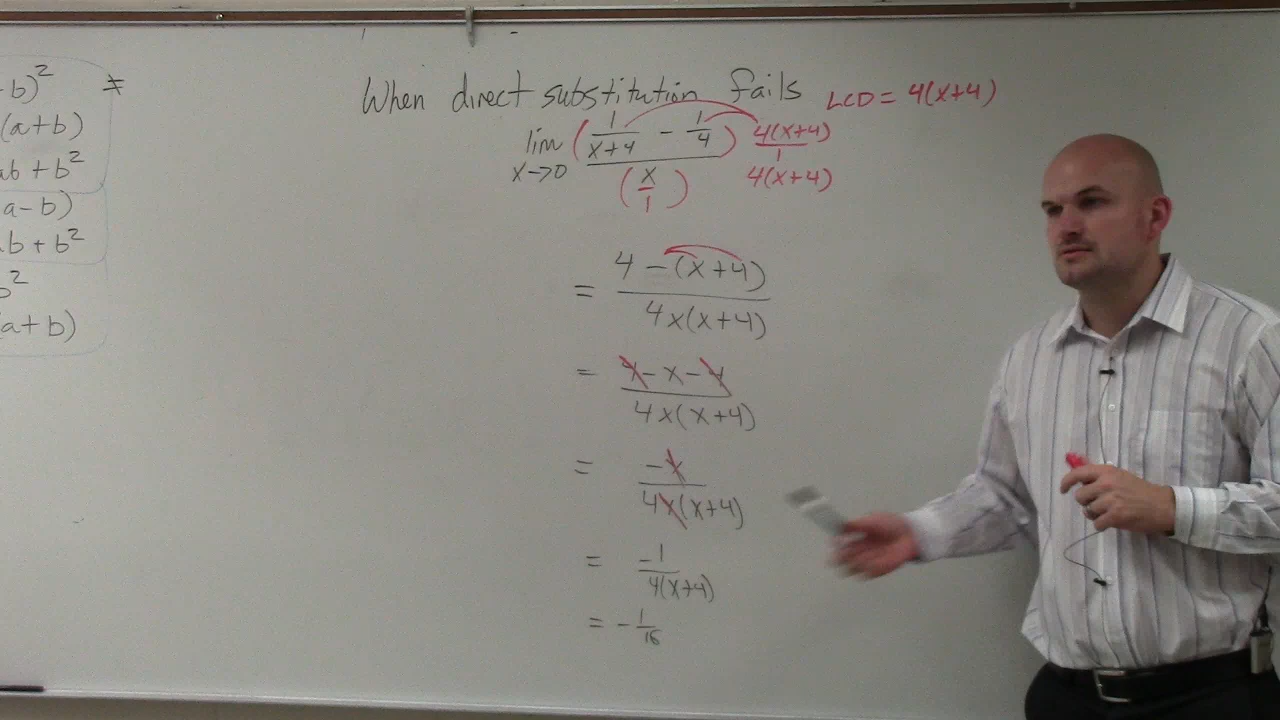 -b)² ≠
(a+b)
ab + b²
(a-b)
ab + b²
b²
(a+b)
When direct substitution fails LCD = 4(x+4)
lim x→0 (1/(x+4) - 1/4) 4(x+4)/1
(x/1) 4(x+4)
= 4 - (x+4)
4x(x+4)
= 4 - x - 4
4x(x+4)
= -x
4x(x+4)
= -1
4(x+4)
= - 1/16